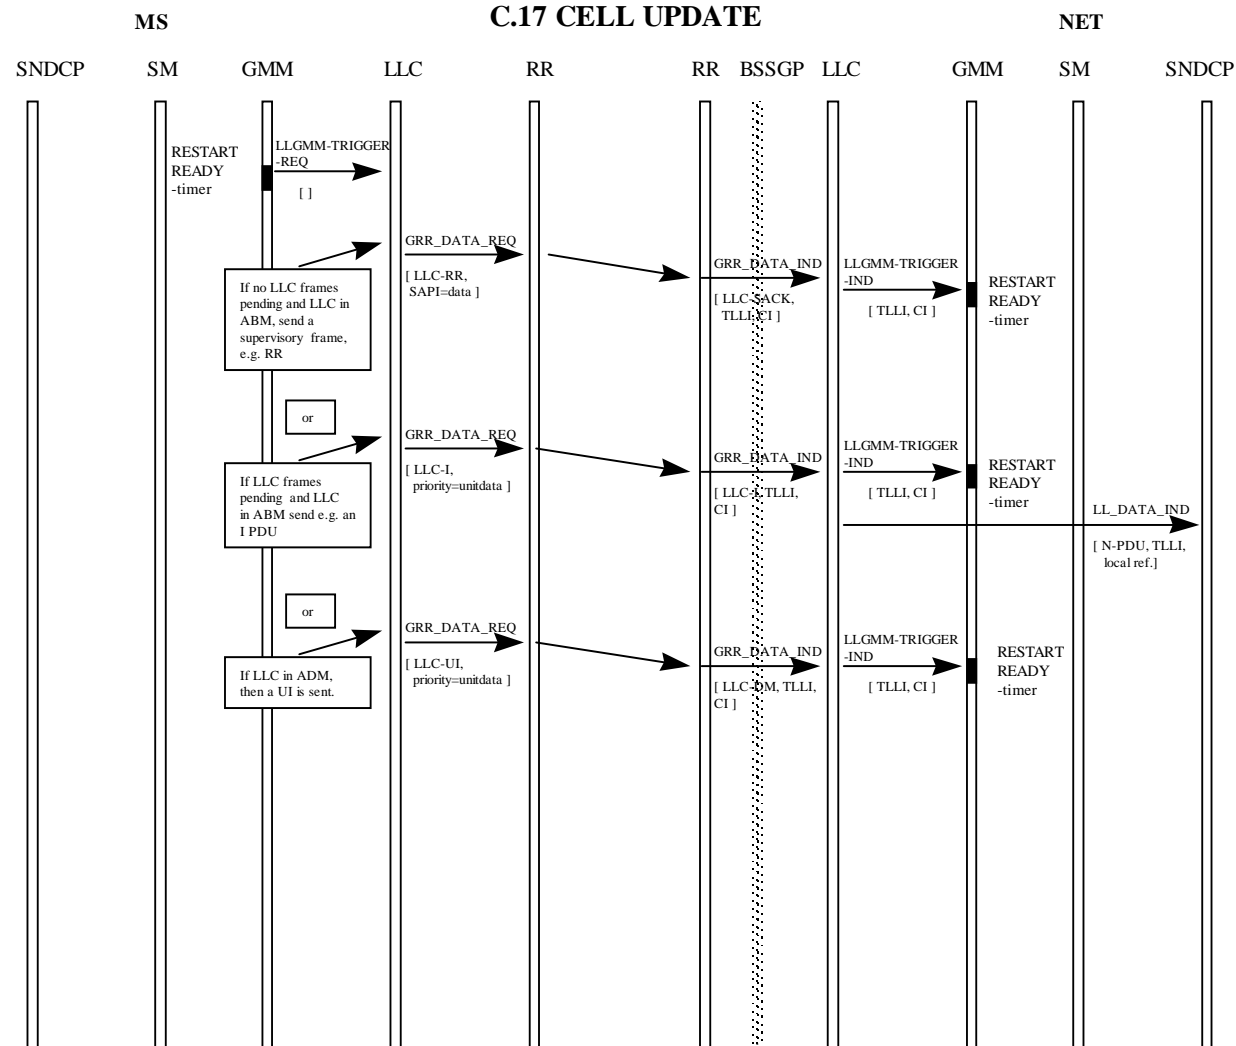 C.17 CELL UPDATE
MS
NET
SNDCP SM GMM LLC RR RR BSSGP LLC GMM SM SNDCP
RESTART
READY
-timer
LLGMM-TRIGGER
-REQ
[ ]
If no LLC frames
pending and LLC in
ABM, send a
supervisory frame,
e.g. RR
GRR_DATA_REQ
[ LLC-RR,
SAPI=data ]
GRR_DATA_IND
[ LLC-SACK,
TLLI, CI ]
LLGMM-TRIGGER
-IND
[ TLLI, CI ]
RESTART
READY
-timer
or
If LLC frames
pending and LLC
in ABM send e.g. an
I PDU
GRR_DATA_REQ
[ LLC-I,
priority=unitdata ]
GRR_DATA_IND
[ LLC-I, TLLI,
CI ]
LLGMM-TRIGGER
-IND
[ TLLI, CI ]
RESTART
READY
-timer
LL_DATA_IND
[ N-PDU, TLLI,
local ref.]
or
If LLC in ADM,
then a UI is sent.
GRR_DATA_REQ
[ LLC-UI,
priority=unitdata ]
GRR_DATA_IND
[ LLC-DM, TLLI,
CI ]
LLGMM-TRIGGER
-IND
[ TLLI, CI ]
RESTART
READY
-timer